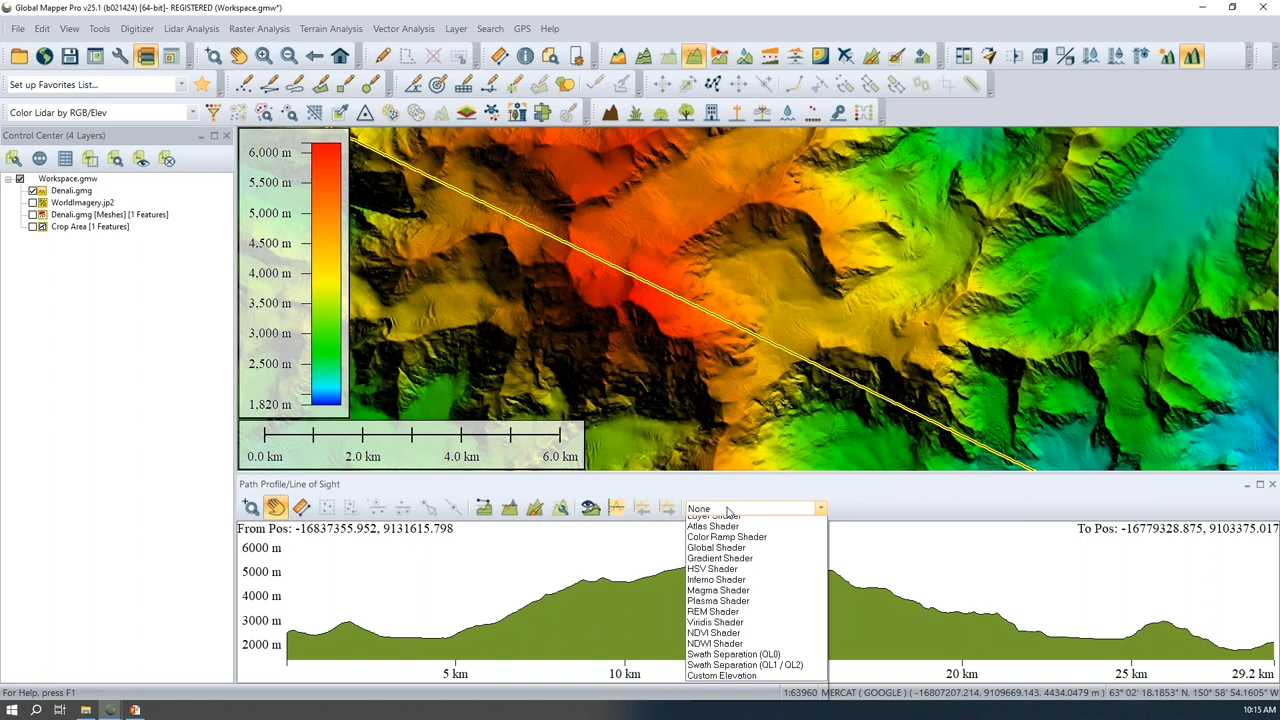 Global Mapper Pro v25.1 (b021424) [64-bit] - REGISTERED (Workspace.gmw*)
File Edit View Tools Digitizer Lidar Analysis Raster Analysis Terrain Analysis Vector Analysis Layer Search GPS Help
Set up Favorites List...
Color Lidar by RGB/Elev
Control Center (4 Layers)
Workspace.gmw
Denali.gmg
WorldImagery.jp2
Denali.gmg [Meshes] [1 Features]
Crop Area [1 Features]
6,000 m
5,500 m
5,000 m
4,500 m
4,000 m
3,500 m
3,000 m
2,500 m
1,820 m
0.0 km 2.0 km 4.0 km 6.0 km
Path Profile/Line of Sight
None
From Pos: -16837355.952, 9131615.798
To Pos: -16779328.875, 9103375.017
Layer Shader
Atlas Shader
Color Ramp Shader
Global Shader
Gradient Shader
HSV Shader
Inferno Shader
Magma Shader
Plasma Shader
REM Shader
Viridis Shader
NDVI Shader
NDWI Shader
Swath Separation (QL0)
Swath Separation (QL1 / QL2)
Custom Elevation
6000 m
5000 m
4000 m
3000 m
2000 m
5 km 10 km 20 km 25 km 29.2 km
For Help, press F1
1:63960 MERCAT ( GOOGLE ) ( -16807207.214, 9109669.143, 4434.0479 m ) 63° 02' 18.1853" N, 150° 58' 54.1605" W
10:15 AM